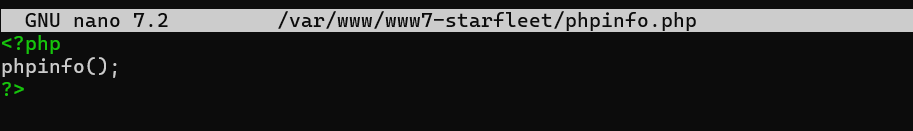 GNU nano 7.2 /var/www/www7-starfleet/phpinfo.php
<?php
phpinfo();
?>